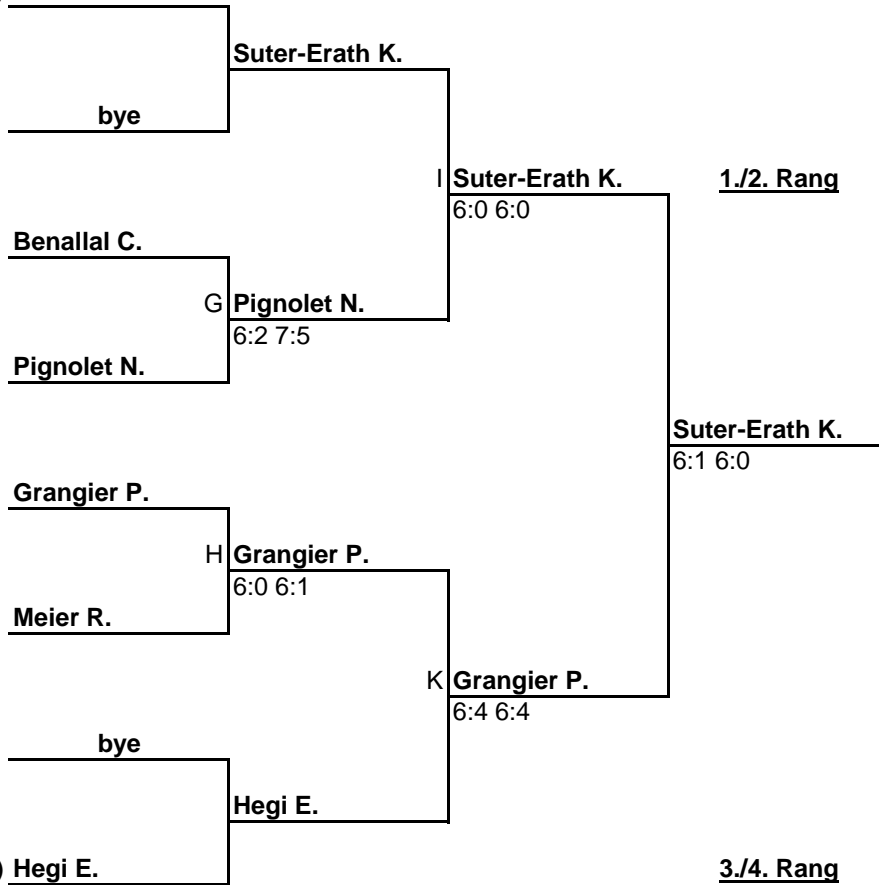 Suter-Erath K.
bye
I Suter-Erath K. 1./2. Rang
6:0 6:0
Benallal C.
G Pignolet N.
6:2 7:5
Pignolet N.
Suter-Erath K.
6:1 6:0
Grangier P.
H Grangier P.
6:0 6:1
Meier R.
K Grangier P.
6:4 6:4
bye
Hegi E.
) Hegi E. 3./4. Rang